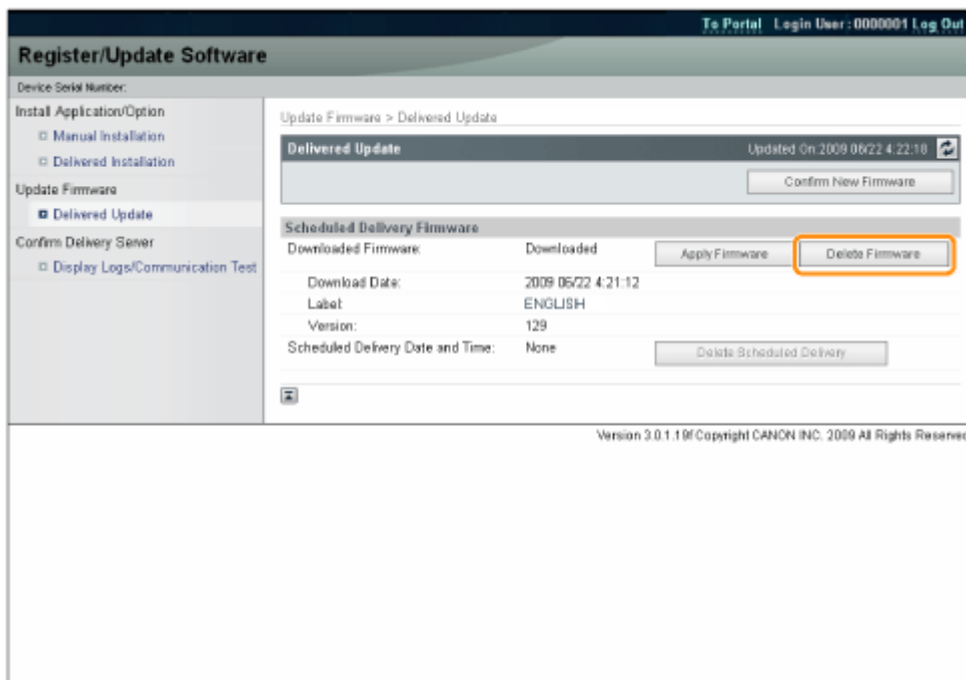 To Portal Login User : 0000001 Log Out
Register/Update Software
Device Serial Number:
Install Application/Option
Manual Installation
Delivered Installation
Update Firmware
Delivered Update
Confirm Delivery Server
Display Logs/Communication Test
Update Firmware > Delivered Update
Delivered Update Updated On:2009 06/22 4:22:18
Confirm New Firmware
Scheduled Delivery Firmware
Downloaded Firmware: Downloaded Apply Firmware Delete Firmware
Download Date: 2009 06/22 4:21:12
Label: ENGLISH
Version: 129
Scheduled Delivery Date and Time: None Delete Scheduled Delivery
Version 3.0.1.19f Copyright CANON INC. 2009 All Rights Reserved